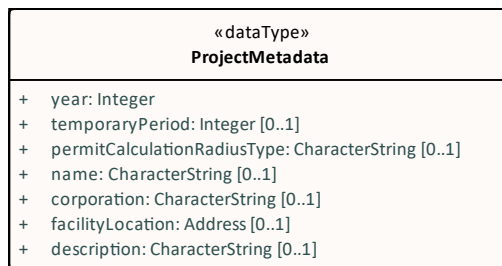 «dataType»
ProjectMetadata
+ year: Integer
+ temporaryPeriod: Integer [0..1]
+ permitCalculationRadiusType: CharacterString [0..1]
+ name: CharacterString [0..1]
+ corporation: CharacterString [0..1]
+ facilityLocation: Address [0..1]
+ description: CharacterString [0..1]